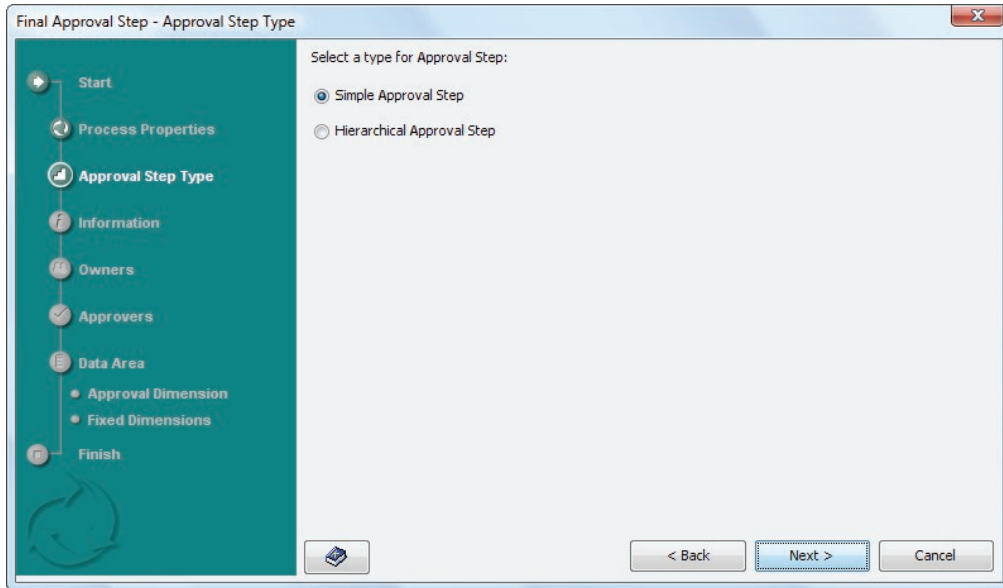 Final Approval Step - Approval Step Type
Start
Process Properties
Approval Step Type
Information
Owners
Approvers
Data Area
Approval Dimension
Fixed Dimensions
Finish
Select a type for Approval Step:
Simple Approval Step
Hierarchical Approval Step
< Back
Next >
Cancel